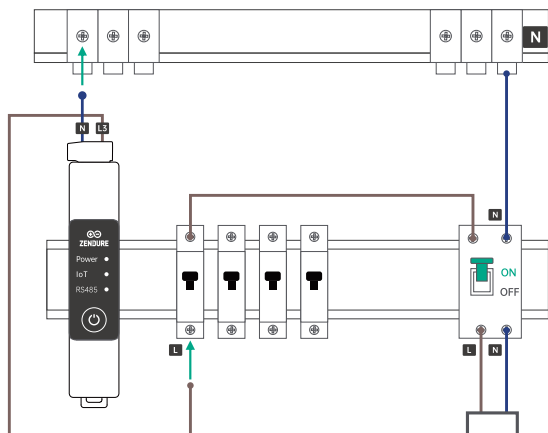 N
N L3
ZENDURE
Power
IoT
RS485
N
ON
OFF
L
L N